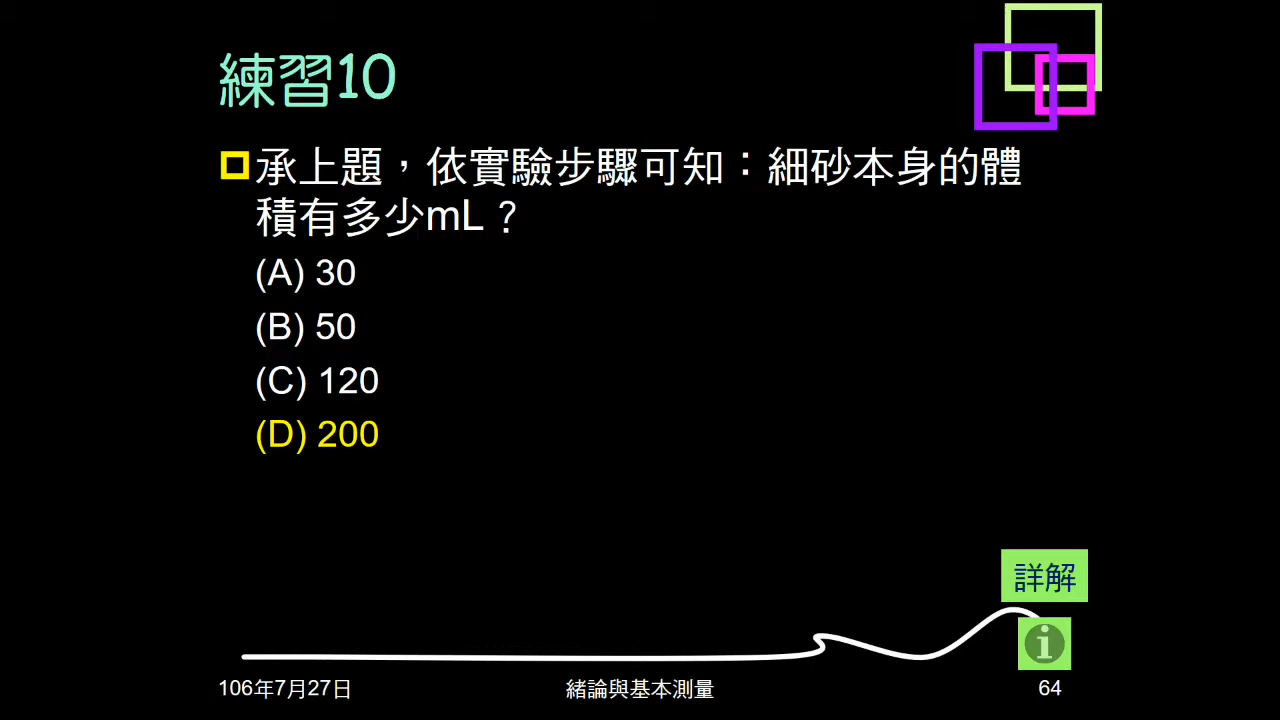 練習10
承上題，依實驗步驟可知：細砂本身的體
積有多少mL？
(A) 30
(B) 50
(C) 120
(D) 200
詳解
i
106年7月27日
緒論與基本測量
64